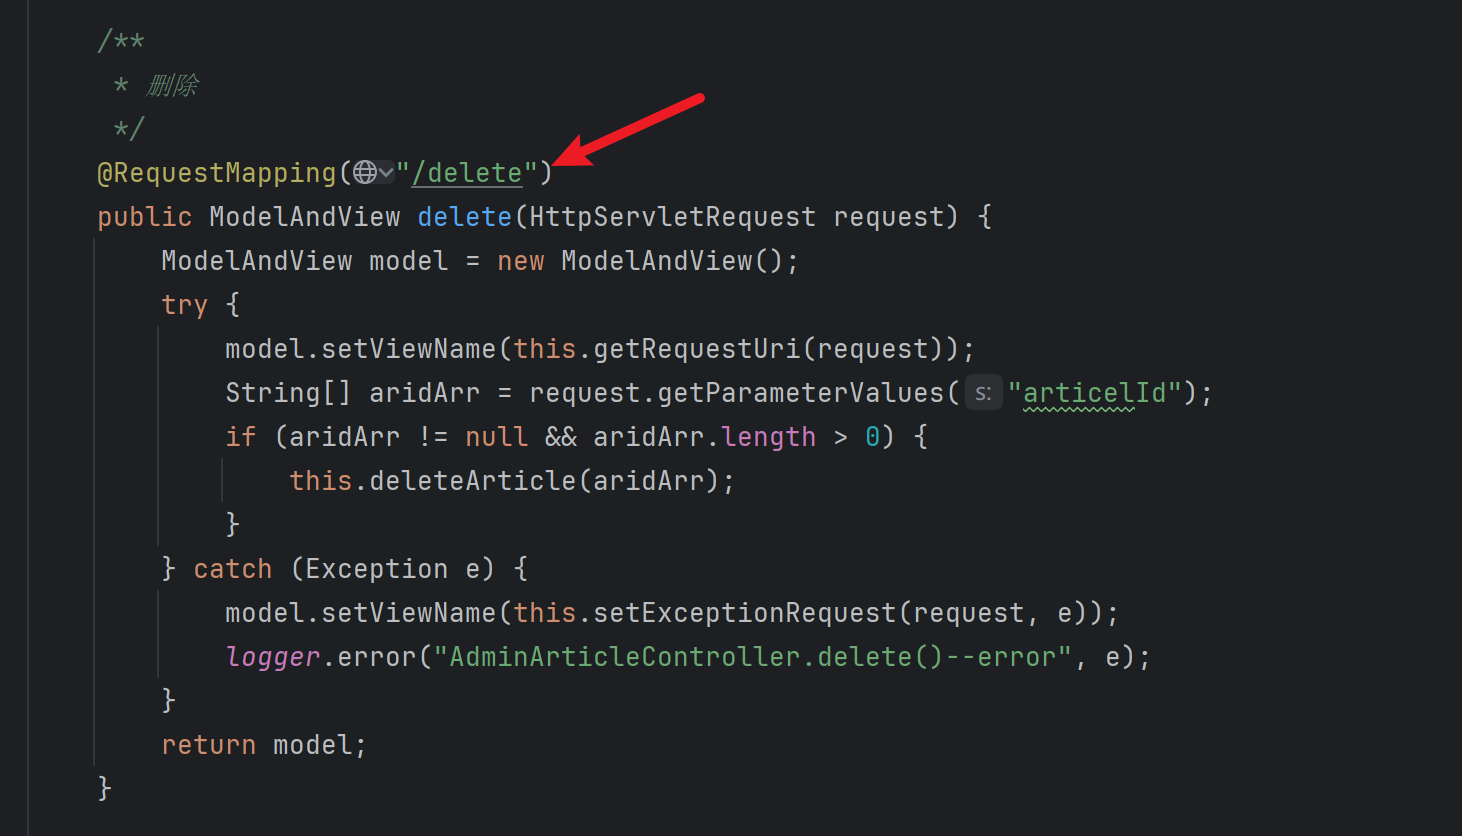 /**
* 删除
*/
@RequestMapping("/delete")
public ModelAndView delete(HttpServletRequest request) {
ModelAndView model = new ModelAndView();
try {
model.setViewName(this.getRequestUri(request));
String[] aridArr = request.getParameterValues( s: "articelId");
if (aridArr != null && aridArr.length > 0) {
this.deleteArticle(aridArr);
}
} catch (Exception e) {
model.setViewName(this.setExceptionRequest(request, e));
logger.error("AdminArticleController.delete()--error", e);
}
return model;
}